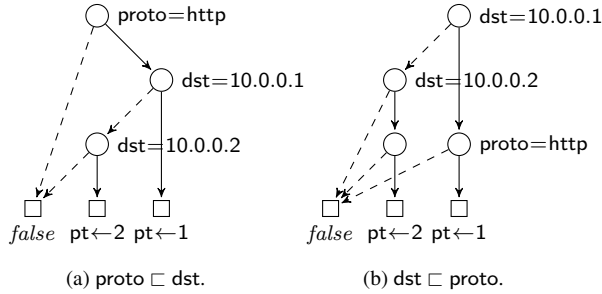 proto=http
dst=10.0.0.1
dst=10.0.0.2
false pt←2 pt←1
(a) proto ⊏ dst.
dst=10.0.0.1
dst=10.0.0.2
proto=http
false pt←2 pt←1
(b) dst ⊏ proto.